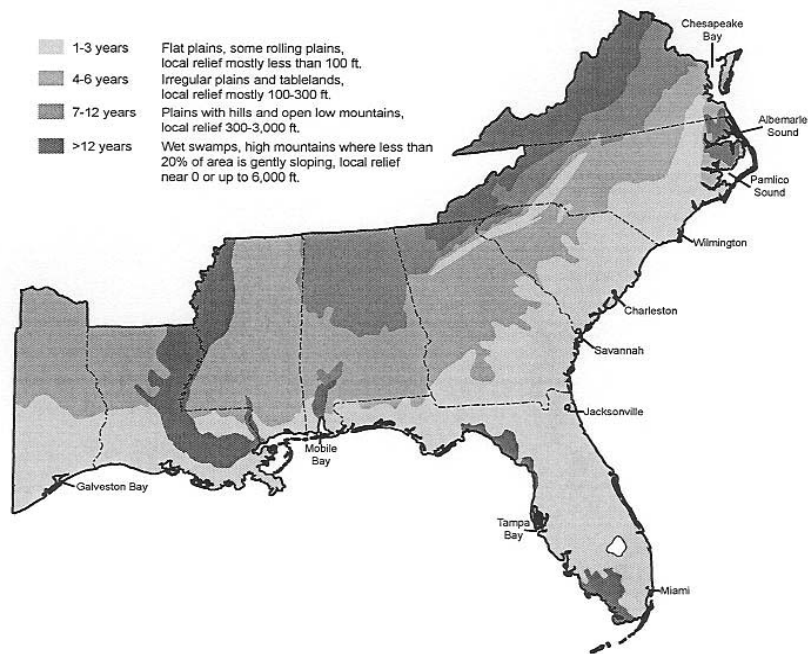 1-3 years Flat plains, some rolling plains,
local relief mostly less than 100 ft.
4-6 years Irregular plains and tablelands,
local relief mostly 100-300 ft.
7-12 years Plains with hills and open low mountains,
local relief 300-3,000 ft.
>12 years Wet swamps, high mountains where less than
20% of area is gently sloping, local relief
near 0 or up to 6,000 ft.
Chesapeake
Bay
Albemarle
Sound
Pamlico
Sound
Wilmington
Charleston
Savannah
Jacksonville
Mobile
Bay
Galveston Bay
Tampa
Bay
Miami